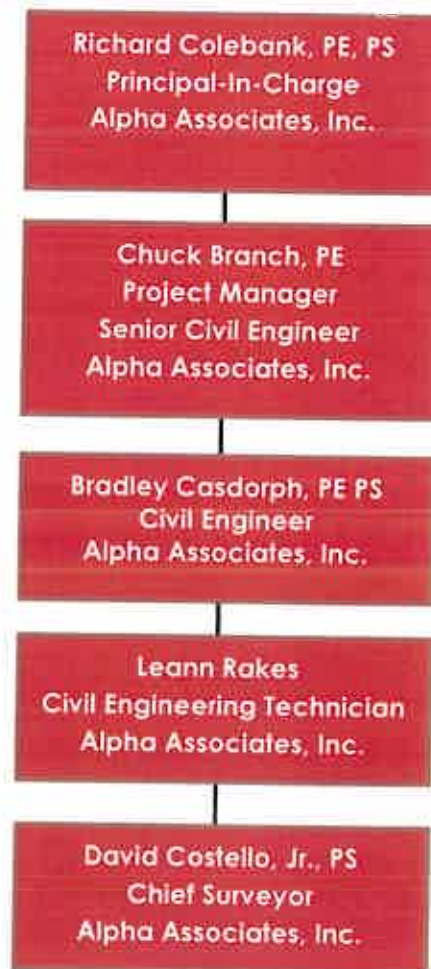 Richard Colebank, PE, PS
Principal-In-Charge
Alpha Associates, Inc.
Chuck Branch, PE
Project Manager
Senior Civil Engineer
Alpha Associates, Inc.
Bradley Casdorph, PE PS
Civil Engineer
Alpha Associates, Inc.
Leann Rakes
Civil Engineering Technician
Alpha Associates, Inc.
David Costello, Jr., PS
Chief Surveyor
Alpha Associates, Inc.